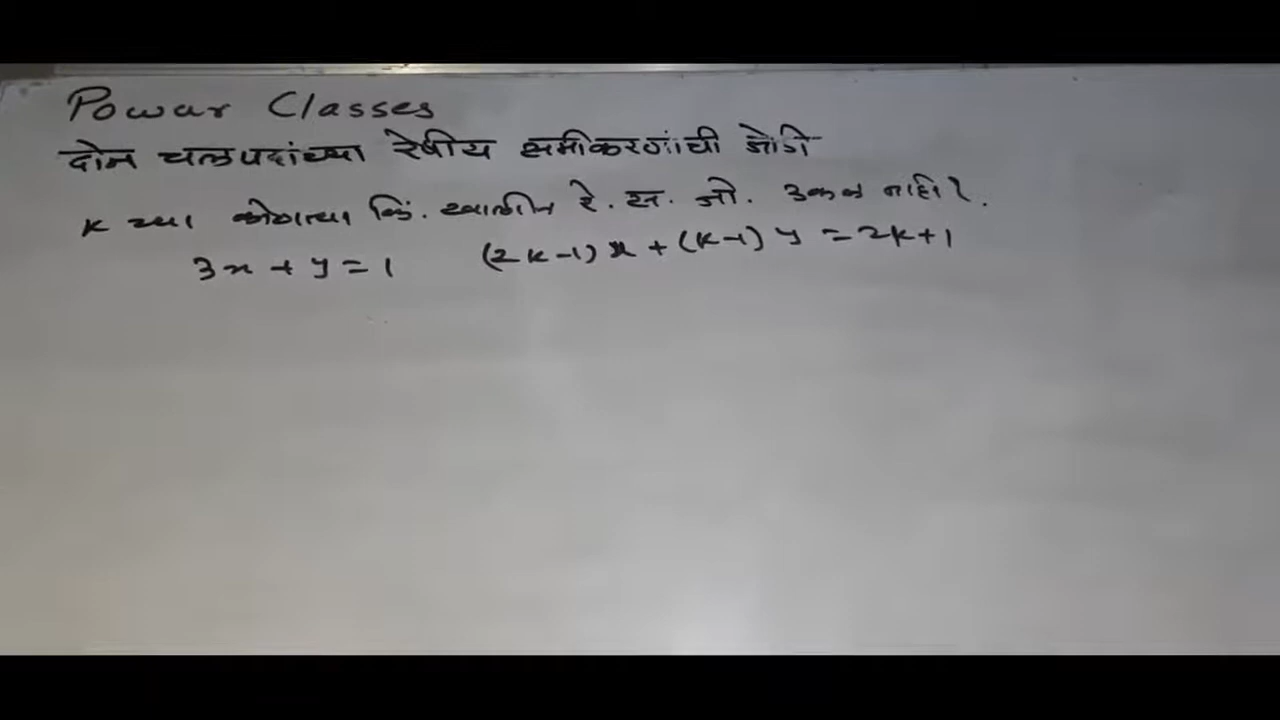 Powar Classes
दोन चलपदांच्या रेषीय समीकरणांची जोडी
K च्या कोणत्या किं. खालील रे. स. जो. उकल नाही?.
3x + y = 1 (2k-1)x + (k-1) y = 2k+1